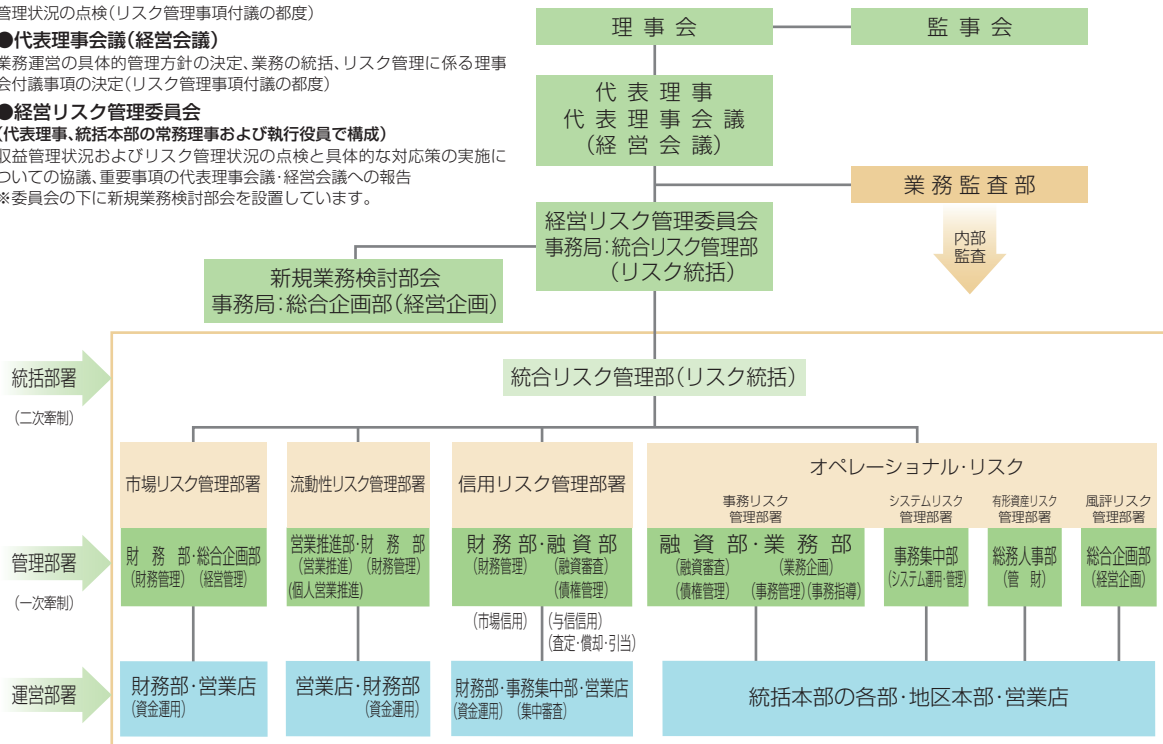 管理状況の点検(リスク管理事項付議の都度)
●代表理事会議(経営会議)
業務運営の具体的管理方針の決定、業務の統括、リスク管理に係る理事
会付議事項の決定(リスク管理事項付議の都度)
●経営リスク管理委員会
(代表理事、統括本部の常務理事および執行役員で構成)
収益管理状況およびリスク管理状況の点検と具体的な対応策の実施に
ついての協議、重要事項の代表理事会議・経営会議への報告
※委員会の下に新規業務検討部会を設置しています。
理事会
監事会
代表理事
代表理事会議
(経営会議)
業務監査部
内部
監査
経営リスク管理委員会
事務局:統合リスク管理部
(リスク統括)
新規業務検討部会
事務局:総合企画部(経営企画)
統括部署
(二次牽制)
統合リスク管理部(リスク統括)
市場リスク管理部署
流動性リスク管理部署
信用リスク管理部署
オペレーショナル・リスク
事務リスク
管理部署
システムリスク
管理部署
有形資産リスク
管理部署
風評リスク
管理部署
管理部署
(一次牽制)
財務部・総合企画部
(財務管理) (経営管理)
営業推進部・財務部
(営業推進) (財務管理)
(個人営業推進)
財務部・融資部
(財務管理) (融資審査)
(債権管理)
融資部・業務部
(融資審査) (業務企画)
(債権管理) (事務管理)(事務指導)
事務集中部
(システム運用・管理)
総務人事部
(管財)
総合企画部
(経営企画)
(市場信用) (与信信用)
(査定・償却・引当)
運営部署
財務部・営業店
(資金運用)
営業店・財務部
(資金運用)
財務部・事務集中部・営業店
(資金運用) (集中審査)
統括本部の各部・地区本部・営業店